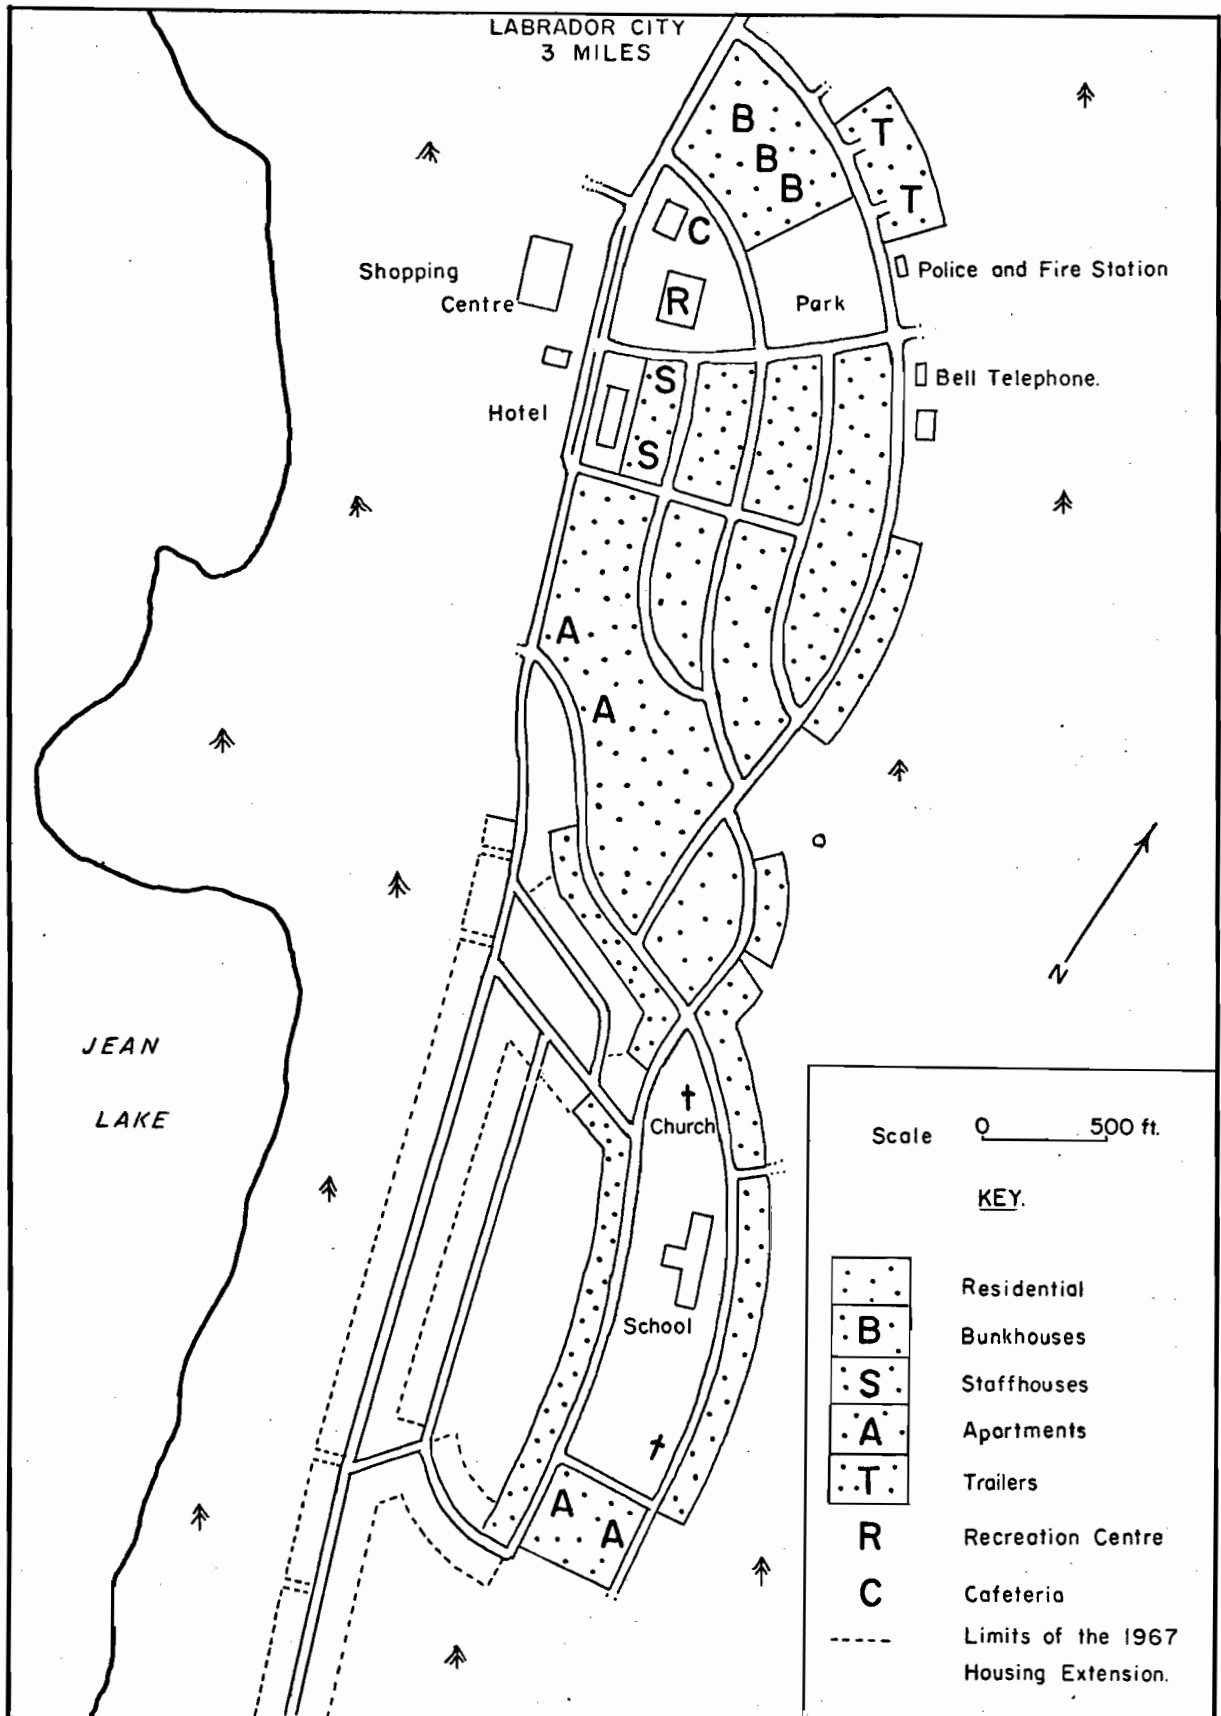 LABRADOR CITY
3 MILES
B
B
B
T
T
C
Shopping
Centre
R
Park
Police and Fire Station
S
Bell Telephone.
Hotel
S
A
A
N
JEAN
LAKE
Church
School
A
A
Scale 0 500 ft.
KEY.
Residential
B Bunkhouses
S Staffhouses
A Apartments
T Trailers
R Recreation Centre
C Cafeteria
Limits of the 1967
Housing Extension.